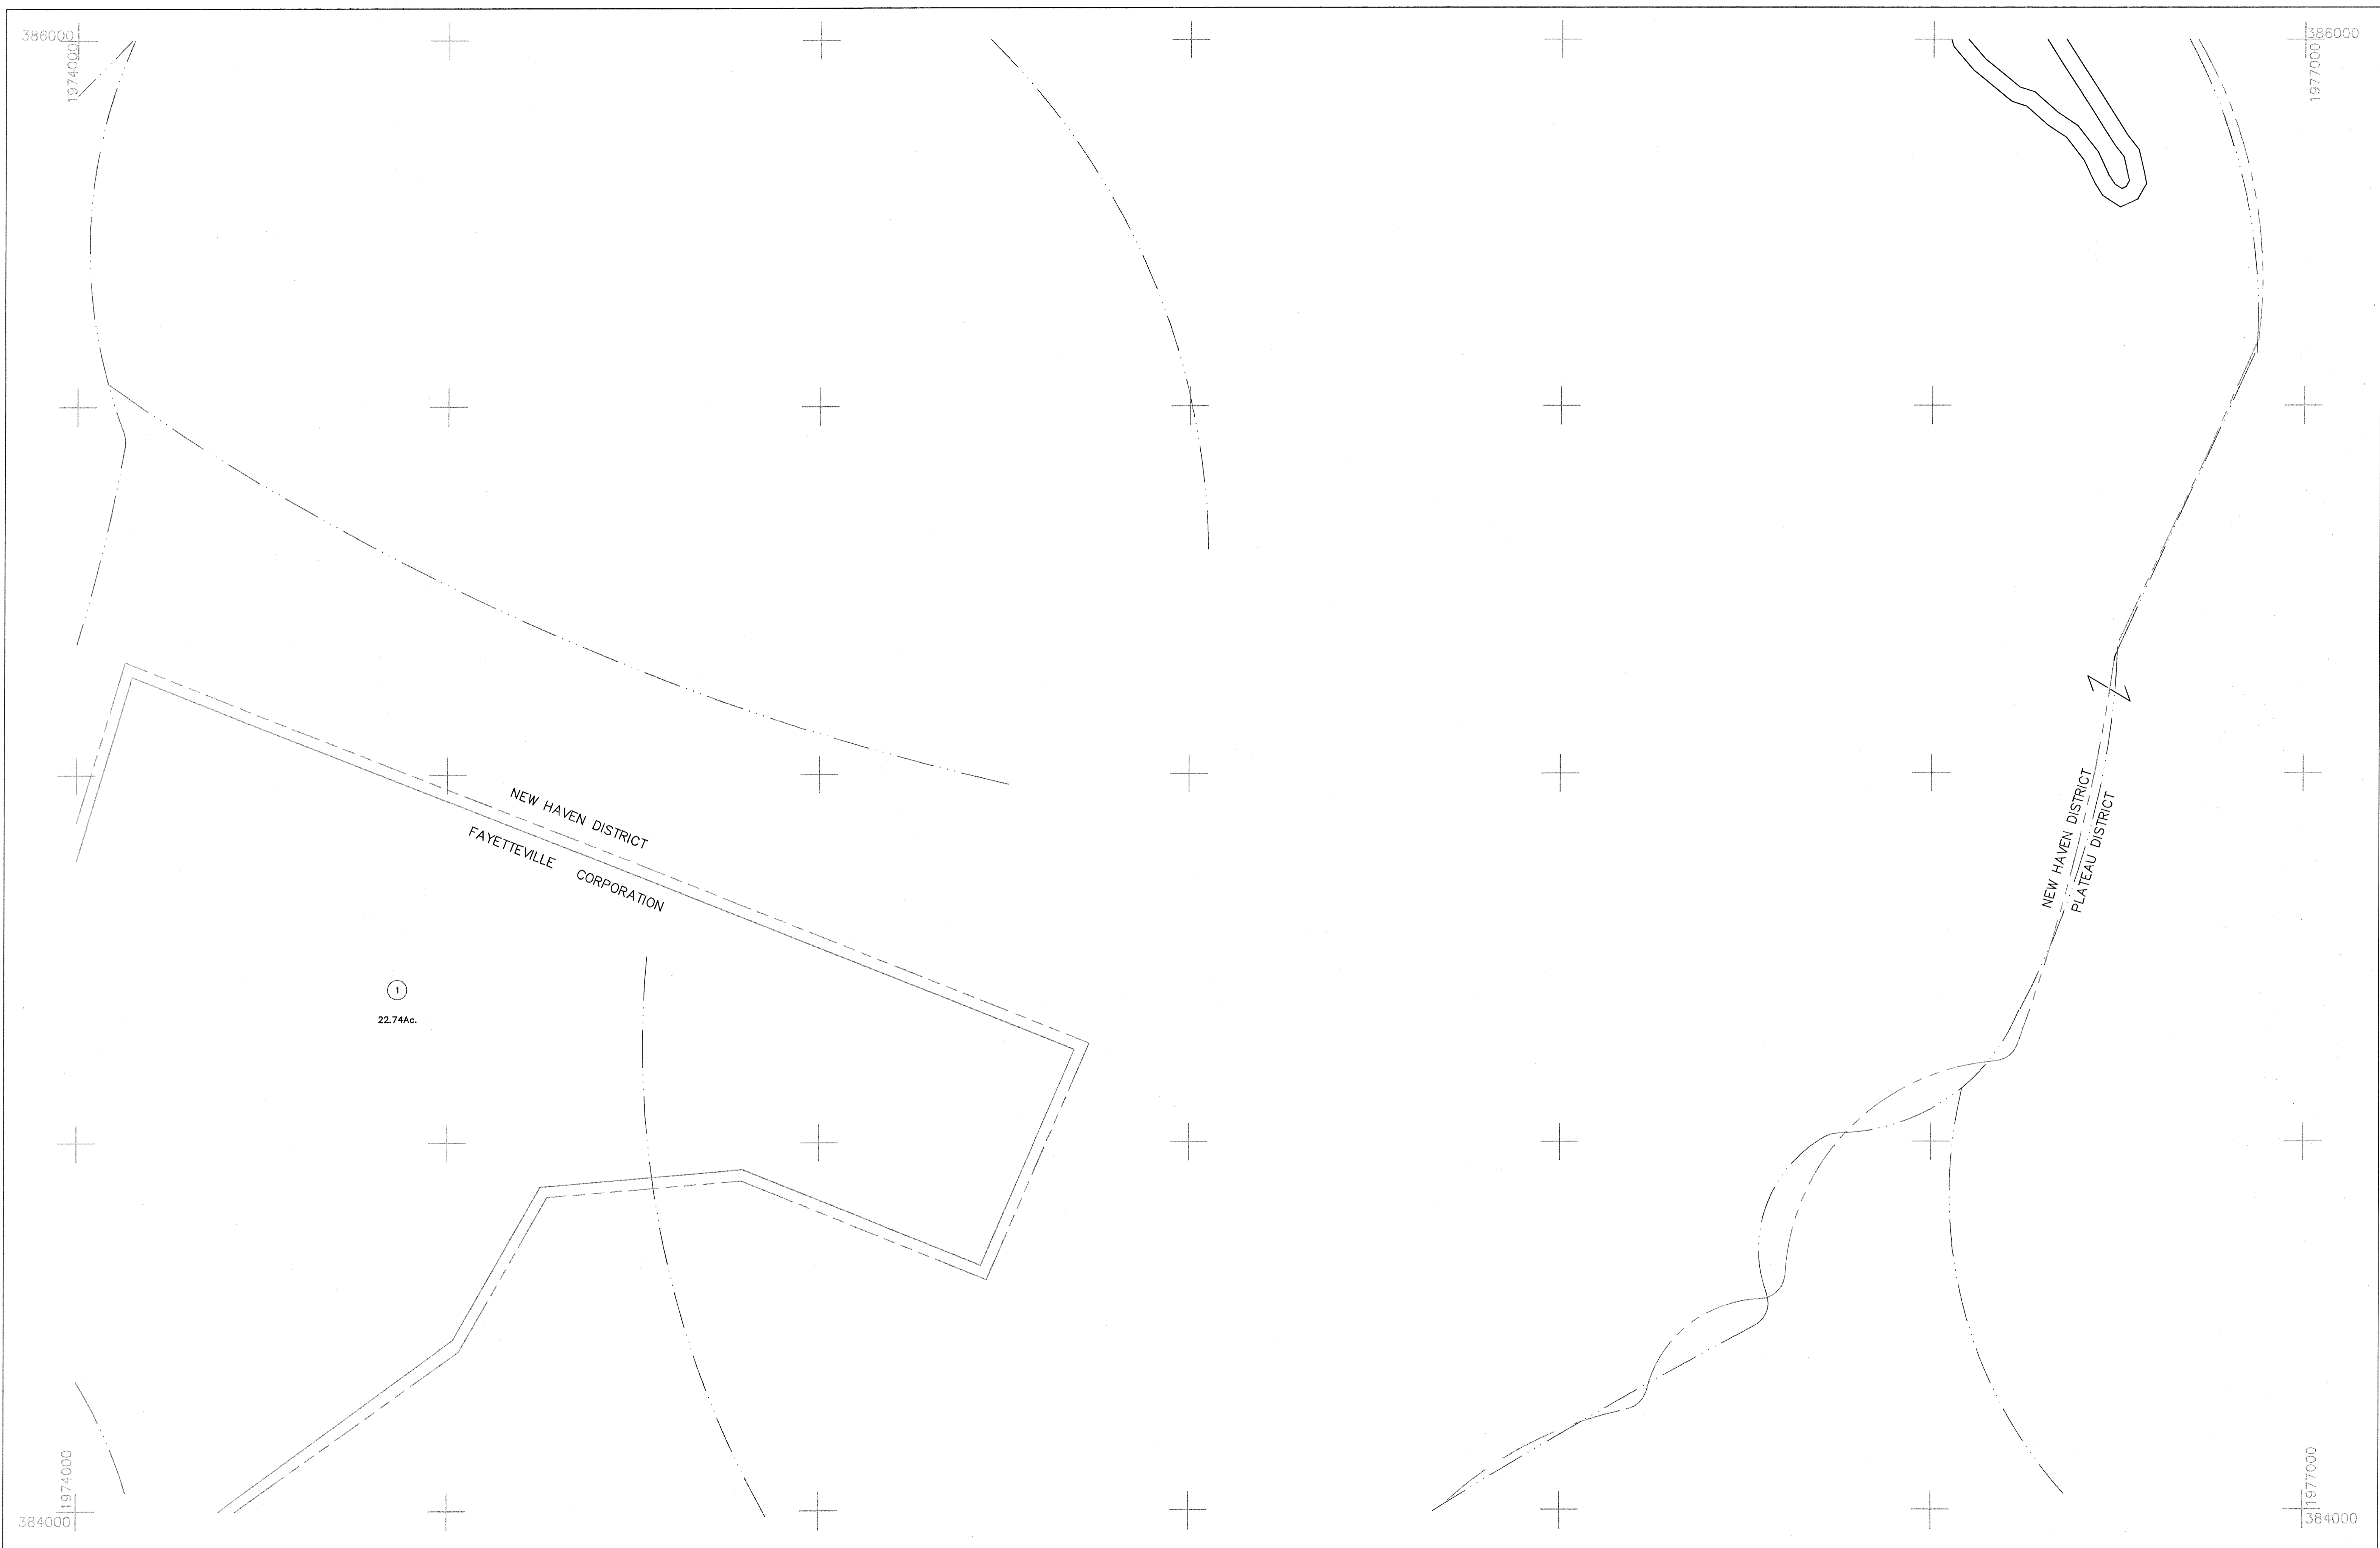 386000
1974000
386000
1977000
NEW HAVEN DISTRICT
FAYETTEVILLE CORPORATION
NEW HAVEN DISTRICT
PLATEAU DISTRICT
1
22.74Ac.
1974000
384000
1977000
384000